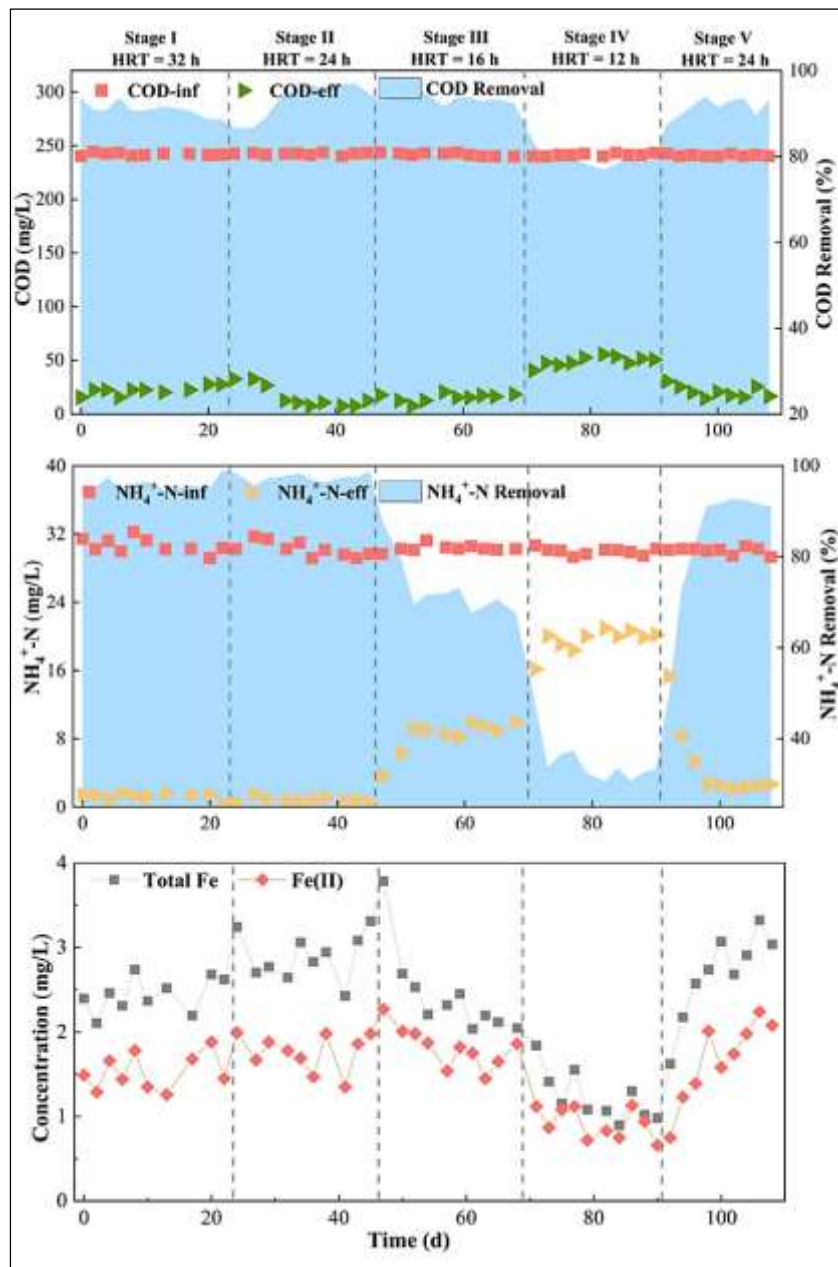 Stage I Stage II Stage III Stage IV Stage V
HRT = 32 h HRT = 24 h HRT = 16 h HRT = 12 h HRT = 24 h
COD-inf COD-eff COD Removal
300
250
200
150
100
50
0
COD (mg/L)
100
80
60
40
20
COD Removal (%)
0 20 40 60 80 100
NH₄⁺-N-inf NH₄⁺-N-eff NH₄⁺-N Removal
40
32
24
16
8
0
NH₄⁺-N (mg/L)
100
80
60
40
NH₄⁺-N Removal (%)
0 20 40 60 80 100
Total Fe Fe(II)
4
3
2
1
0
Concentration (mg/L)
0 20 40 60 80 100
Time (d)